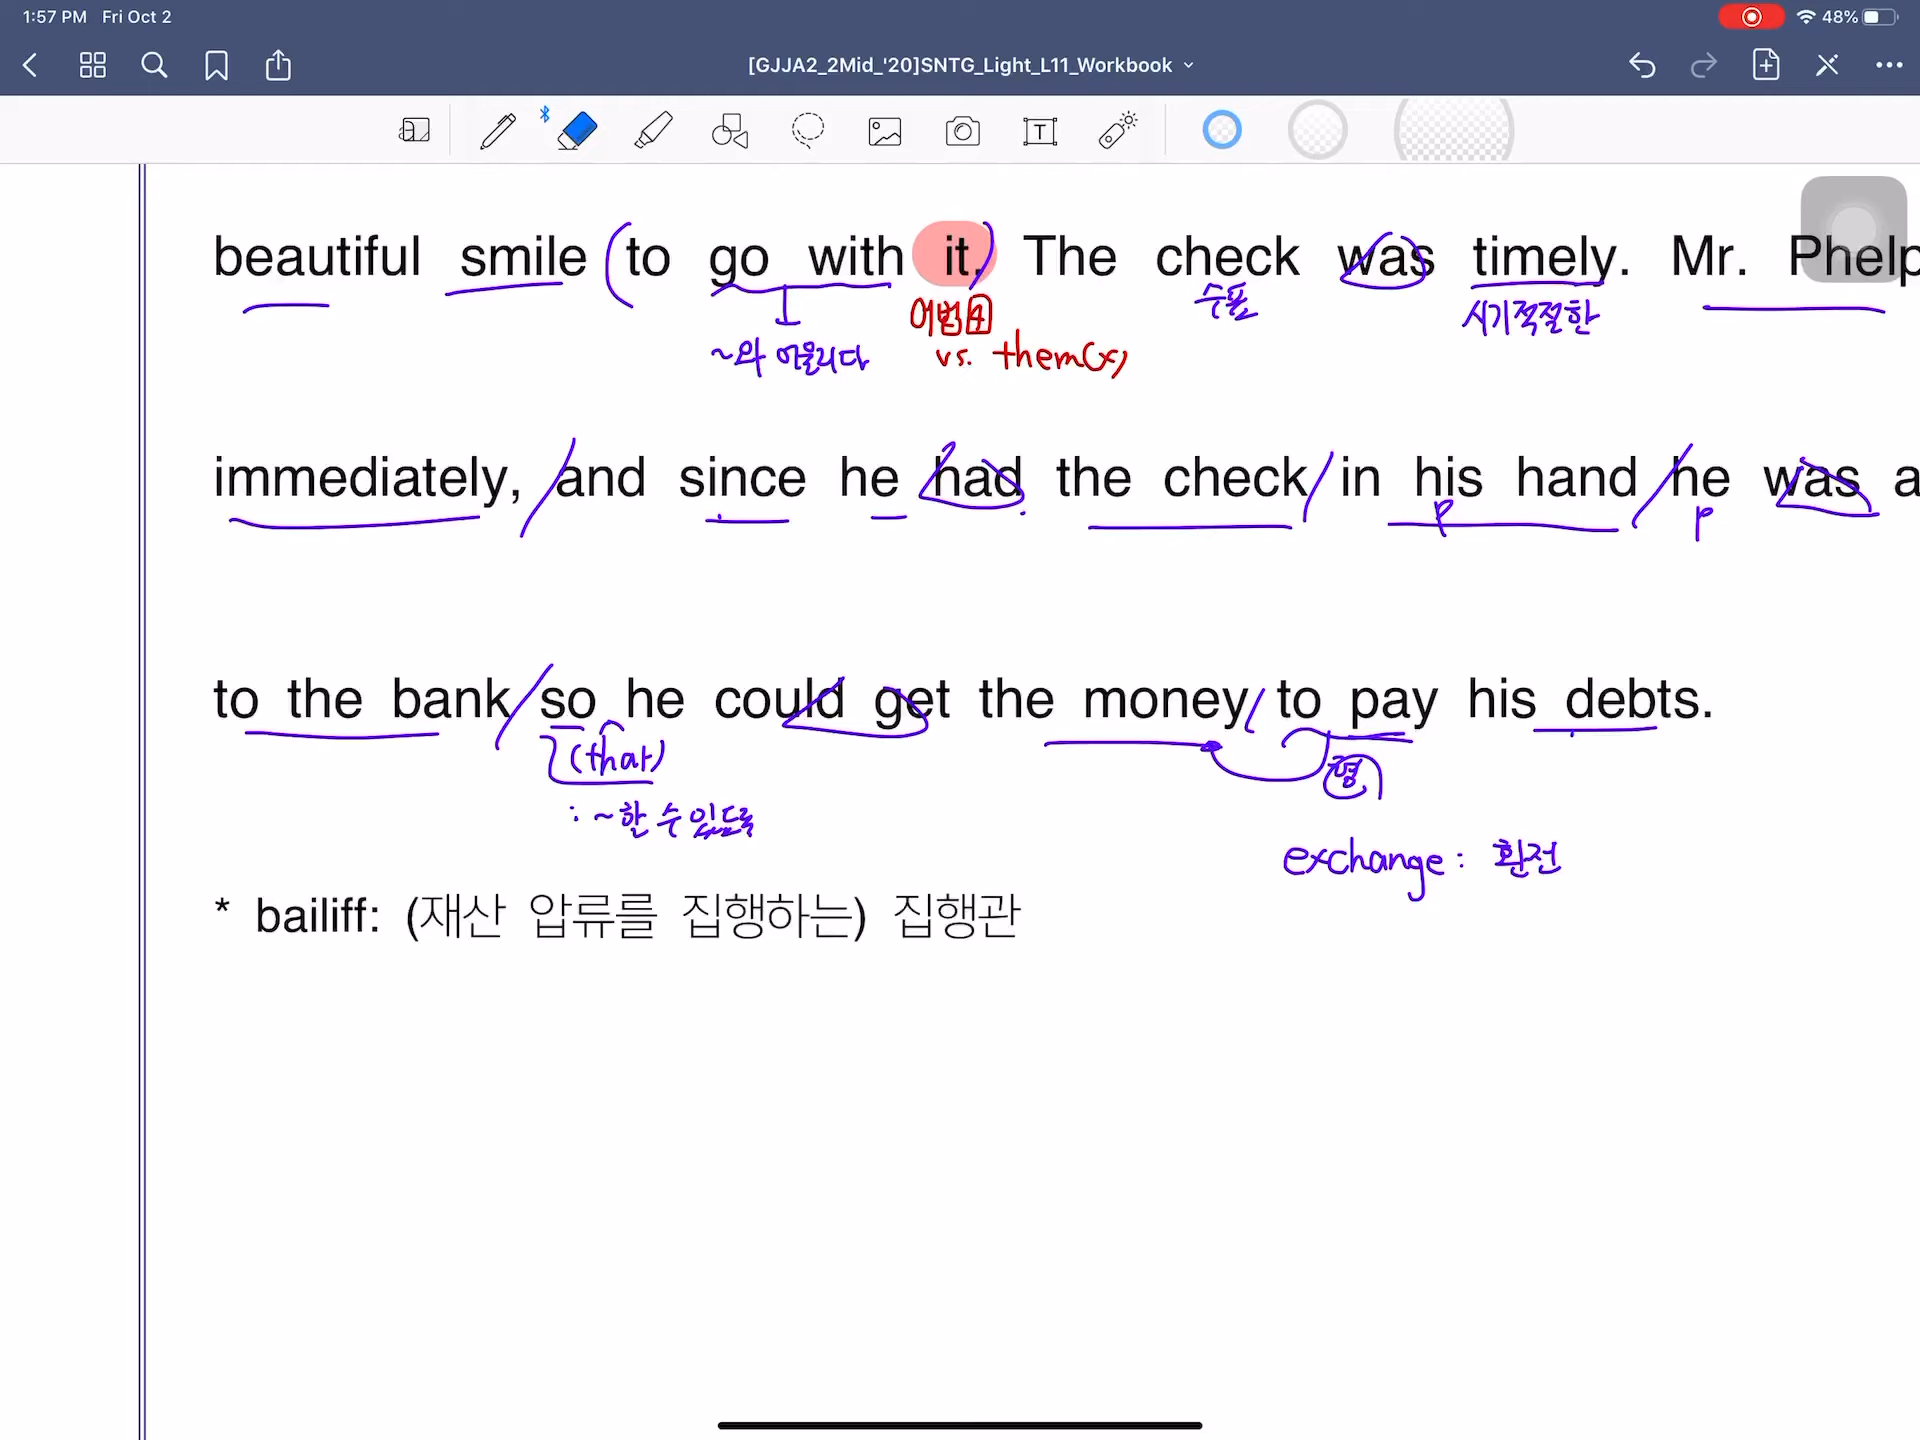 1:57 PM Fri Oct 2 48%
[GJJA2_2Mid_'20]SNTG_Light_L11_Workbook
beautiful smile (to go with it.) The check was timely. Mr. Phelp
수표 시기적절한
어법 4
~와 어울리다 vs. them(x)
immediately, / and since he had the check / in his hand / he was a
P P
to the bank / so he could get the money, to pay his debts.
(that) 형
: ~할 수 있도록
exchange : 환전
* bailiff: (재산 압류를 집행하는) 집행관